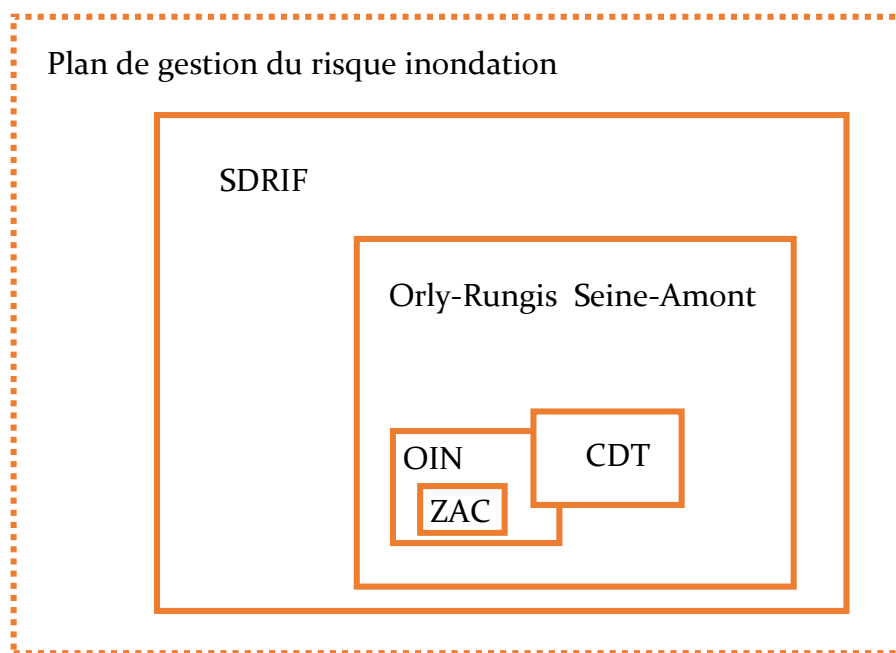 Plan de gestion du risque inondation
SDRIF
Orly-Rungis Seine-Amont
OIN
CDT
ZAC